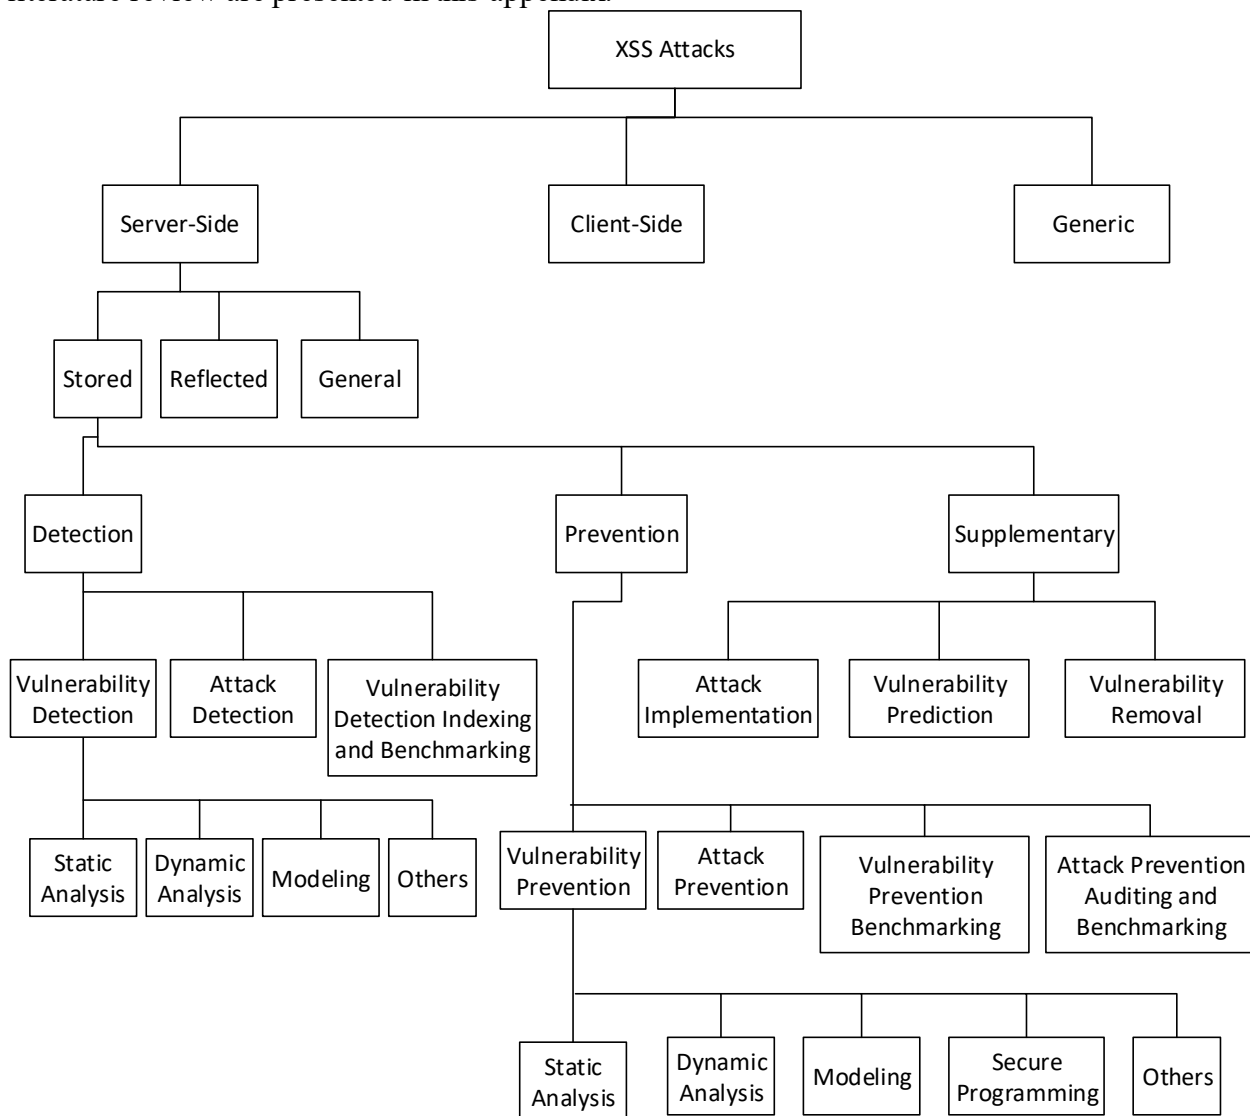 literature review are presented in this appendix.
XSS Attacks
Server-Side
Client-Side
Generic
Stored
Reflected
General
Detection
Prevention
Supplementary
Vulnerability
Detection
Attack
Detection
Vulnerability
Detection Indexing
and Benchmarking
Attack
Implementation
Vulnerability
Prediction
Vulnerability
Removal
Static
Analysis
Dynamic
Analysis
Modeling
Others
Vulnerability
Prevention
Attack
Prevention
Vulnerability
Prevention
Benchmarking
Attack Prevention
Auditing and
Benchmarking
Static
Analysis
Dynamic
Analysis
Modeling
Secure
Programming
Others